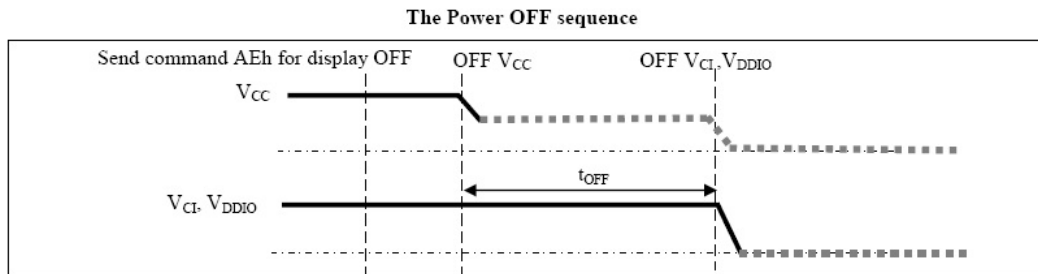 The Power OFF sequence
Send command AEh for display OFF OFF VCC OFF VCI ,VDDIO
VCC
tOFF
VCI, VDDIO